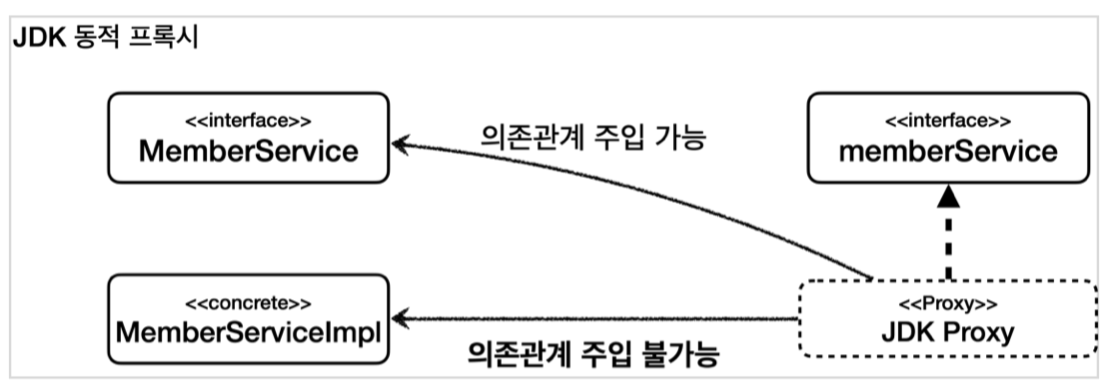 JDK 동적 프록시
<<interface>>
MemberService
의존관계 주입 가능
<<interface>>
memberService
<<concrete>>
MemberServiceImpl
의존관계 주입 불가능
<<Proxy>>
JDK Proxy